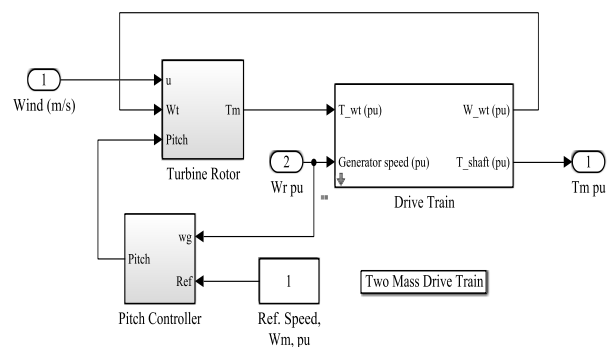 1
Wind (m/s)
u
Wt
Pitch
Tm
Turbine Rotor
T_wt (pu)
W_wt (pu)
Generator speed (pu)
T_shaft (pu)
Drive Train
2
Wr pu
1
Tm pu
wg
Pitch
Ref
Pitch Controller
1
Ref. Speed,
Wm, pu
Two Mass Drive Train